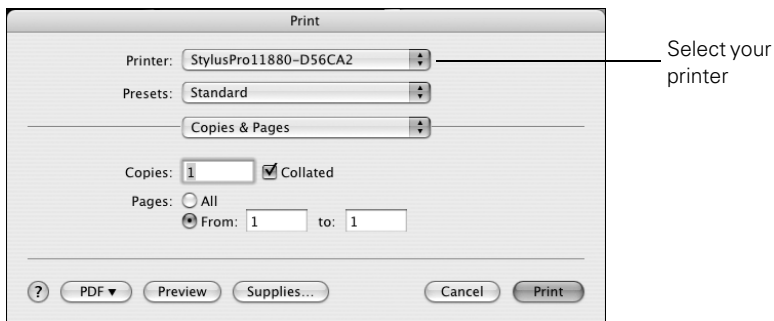 Print
Printer: StylusPro11880-D56CA2
Select your
printer
Presets: Standard
Copies & Pages
Copies: 1 Collated
Pages: All
From: 1 to: 1
? PDF Preview Supplies... Cancel Print